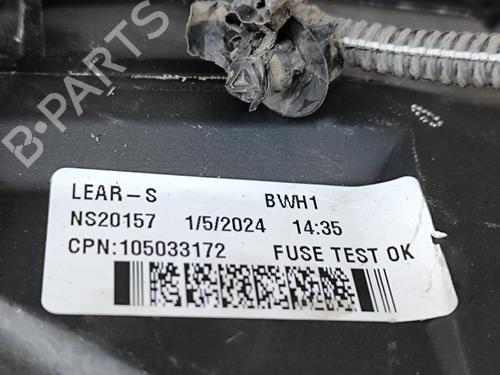 B-PARTS
LEAR-S BWH1
NS20157 1/5/2024 14:35
CPN:105033172 FUSE TEST OK